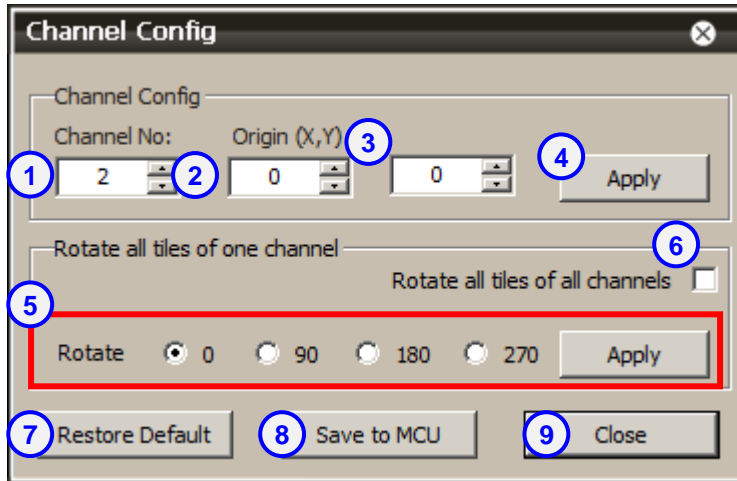 Channel Config
Channel Config
Channel No: Origin (X,Y) 3
1 2 2 0 0 4 Apply
Rotate all tiles of one channel 6
Rotate all tiles of all channels
5
Rotate 0 90 180 270 Apply
7 Restore Default 8 Save to MCU 9 Close